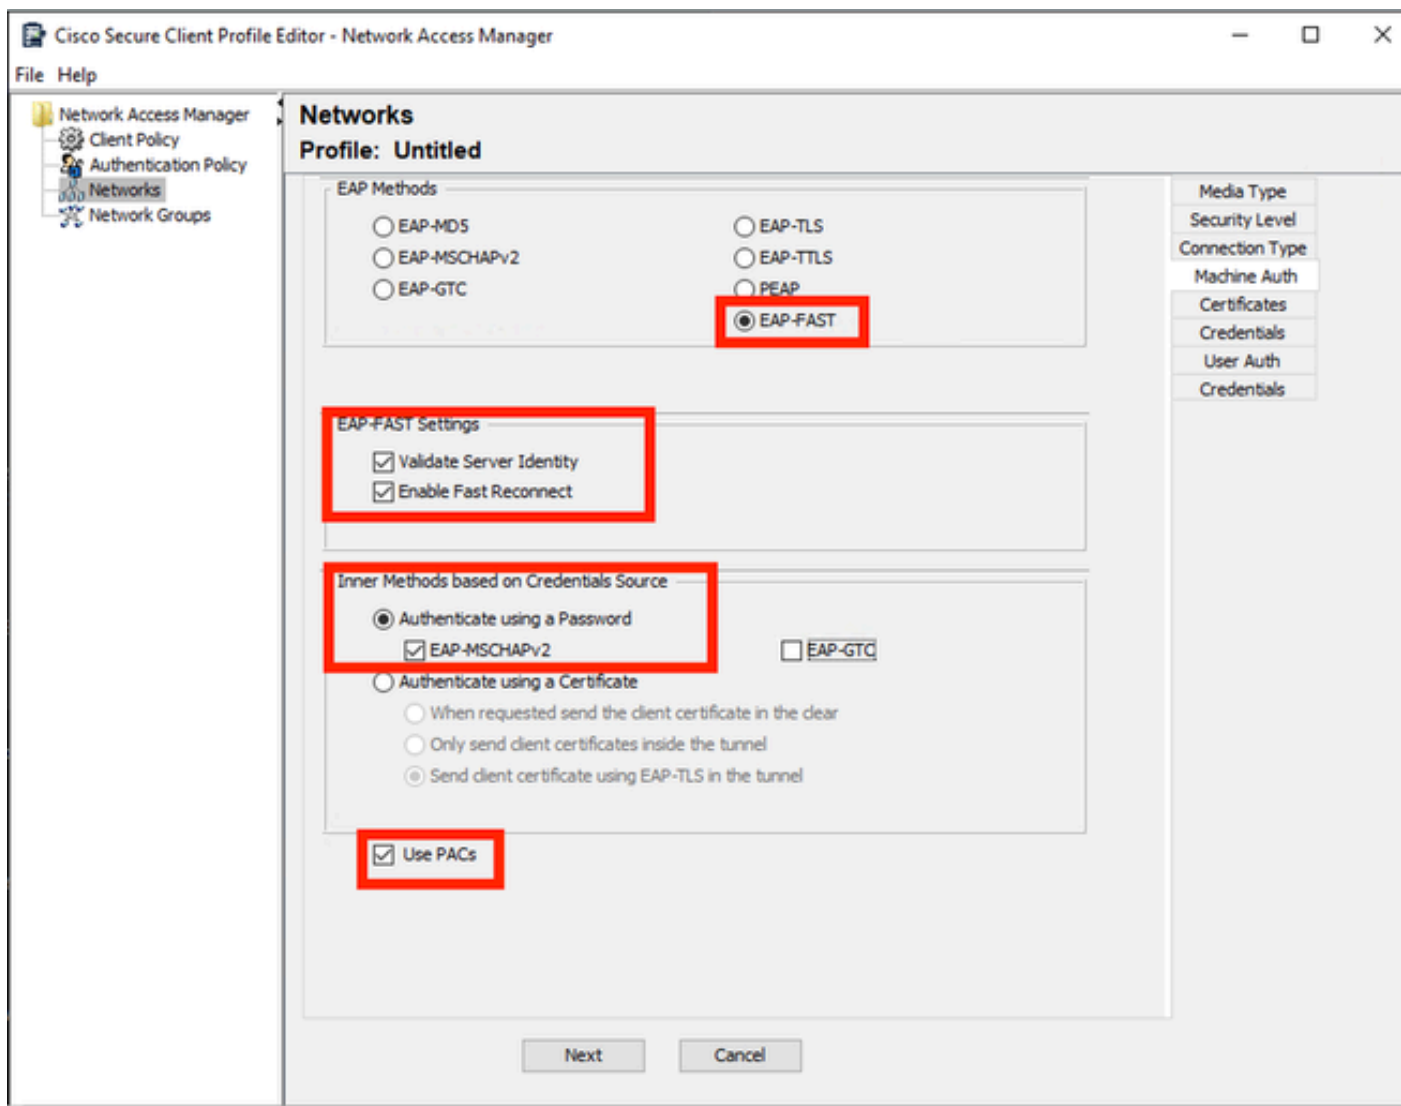 Cisco Secure Client Profile Editor - Network Access Manager
File Help
Network Access Manager
Client Policy
Authentication Policy
Networks
Network Groups
Networks
Profile: Untitled
EAP Methods
EAP-MD5
EAP-TLS
EAP-MSCHAPv2
EAP-TTLS
EAP-GTC
PEAP
EAP-FAST
EAP-FAST Settings
Validate Server Identity
Enable Fast Reconnect
Inner Methods based on Credentials Source
Authenticate using a Password
EAP-MSCHAPv2
EAP-GTC
Authenticate using a Certificate
When requested send the client certificate in the clear
Only send client certificates inside the tunnel
Send client certificate using EAP-TLS in the tunnel
Use PACs
Media Type
Security Level
Connection Type
Machine Auth
Certificates
Credentials
User Auth
Credentials
Next
Cancel